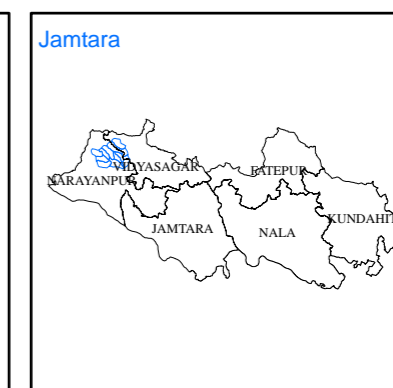 Jamtara
VIDYASAGAR
FATEPUR
NARAYANPUR
KUNDAHIT
JAMTARA
NALA